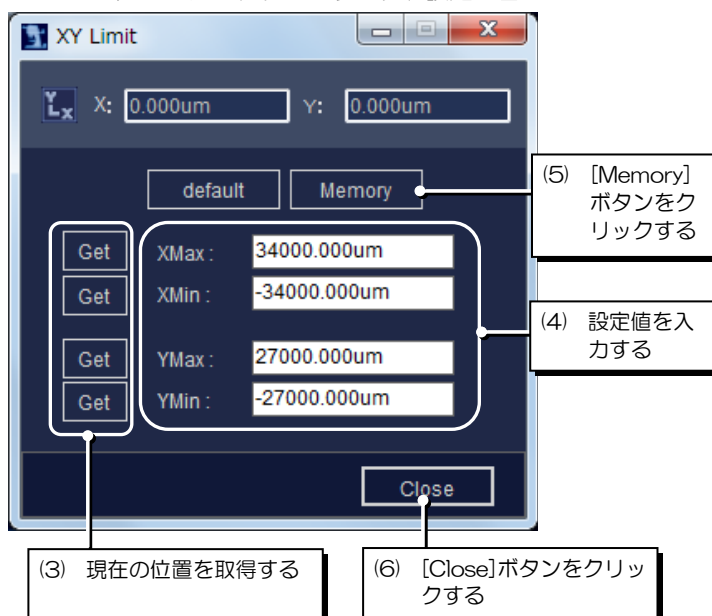 XY Limit
X: 0.000um Y: 0.000um
default Memory
Get XMax : 34000.000um
Get XMin : -34000.000um
Get YMax : 27000.000um
Get YMin : -27000.000um
Close
(5) [Memory]
ボタンをク
リックする
(4) 設定値を入
力する
(3) 現在の位置を取得する
(6) [Close]ボタンをクリッ
クする